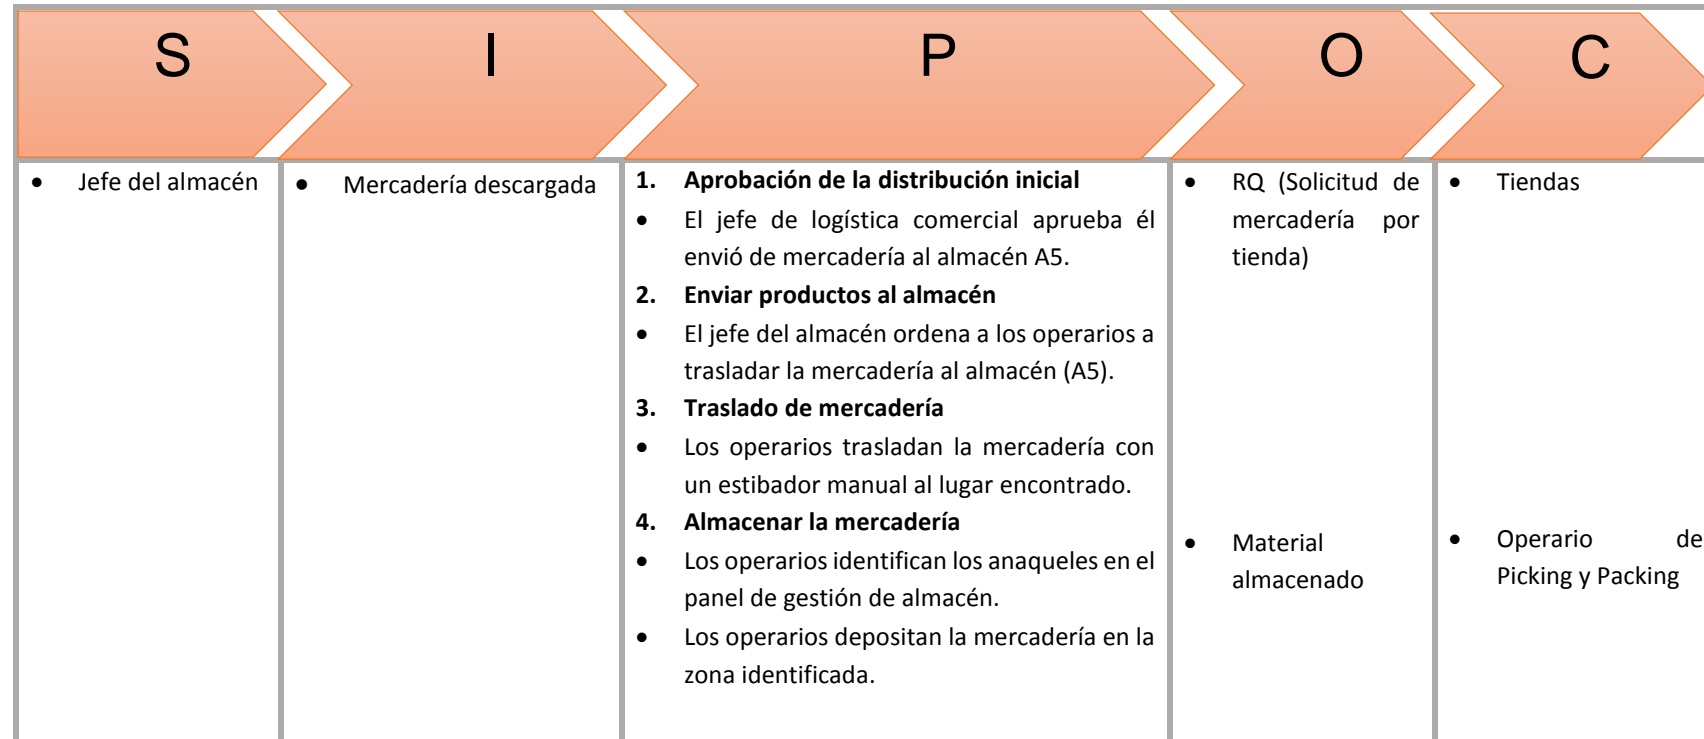 S
I
P
O
C
• Jefe del almacén
• Mercadería descargada
1. Aprobación de la distribución inicial
• El jefe de logística comercial aprueba él
envió de mercadería al almacén A5.
2. Enviar productos al almacén
• El jefe del almacén ordena a los operarios a
trasladar la mercadería al almacén (A5).
3. Traslado de mercadería
• Los operarios trasladan la mercadería con
un estibador manual al lugar encontrado.
4. Almacenar la mercadería
• Los operarios identifican los anaqueles en el
panel de gestión de almacén.
• Los operarios depositan la mercadería en la
zona identificada.
• RQ (Solicitud de
mercadería por
tienda)
• Material
almacenado
• Tiendas
• Operario de
Picking y Packing